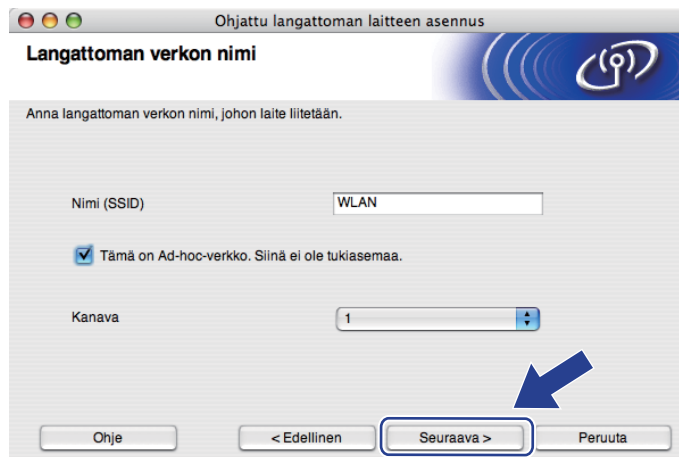 Ohjattu langattoman laitteen asennus
Langattoman verkon nimi
Anna langattoman verkon nimi, johon laite liitetään.
Nimi (SSID) WLAN
Tämä on Ad-hoc-verkko. Siinä ei ole tukiasemaa.
Kanava 1
Ohje < Edellinen Seuraava > Peruuta